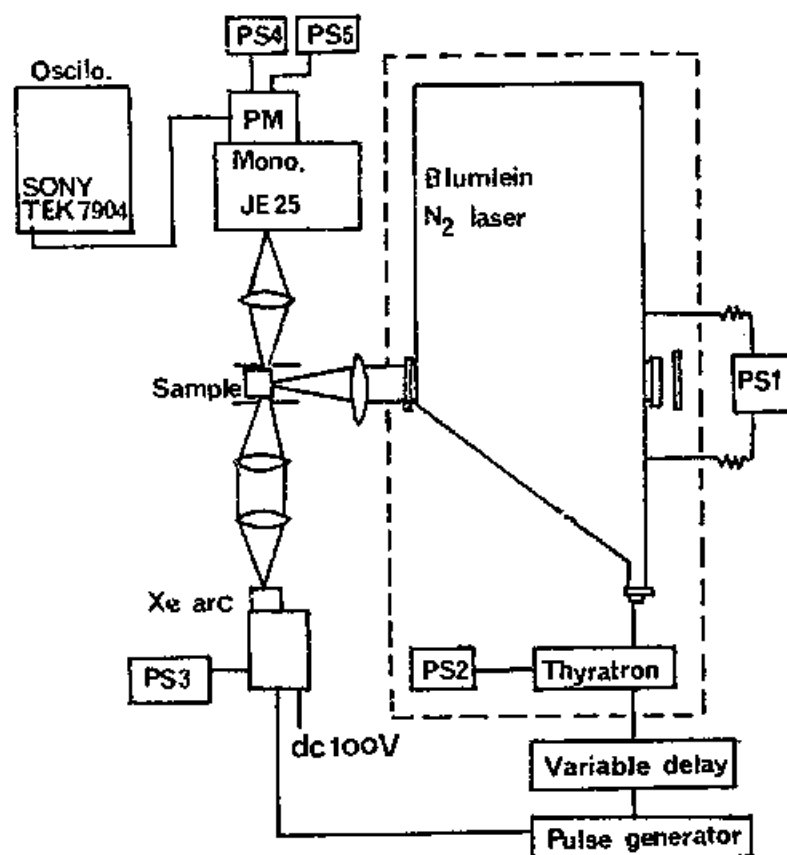 PS4 PS5
Oscilo.
PM
SONY
TEK 7904
Mono.
JE 25
Blumlein
N2 laser
Sample
PS1
Xe arc
PS3
dc100V
PS2
Thyratron
Variable delay
Pulse generator